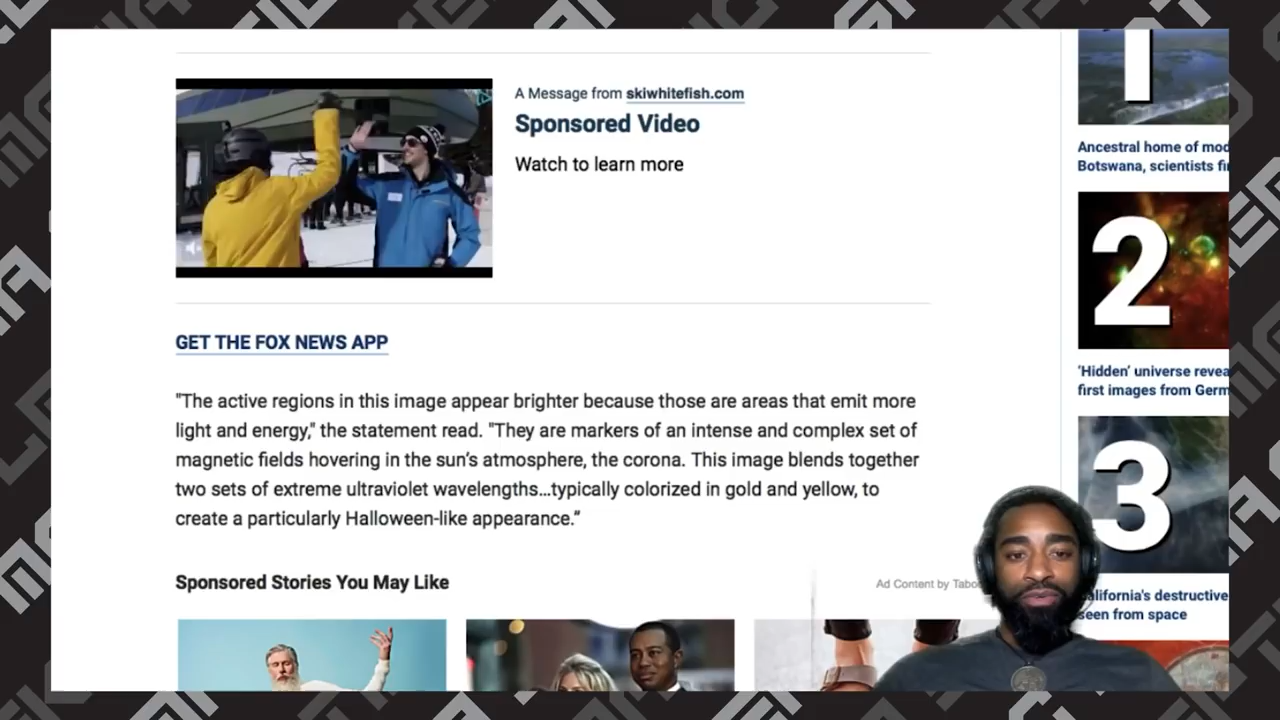 A Message from skiwhitefish.com
Sponsored Video
Watch to learn more
GET THE FOX NEWS APP
"The active regions in this image appear brighter because those are areas that emit more
light and energy," the statement read. "They are markers of an intense and complex set of
magnetic fields hovering in the sun's atmosphere, the corona. This image blends together
two sets of extreme ultraviolet wavelengths…typically colorized in gold and yellow, to
create a particularly Halloween-like appearance."
Sponsored Stories You May Like
Ad Content by
1
Ancestral home of
Botswana, scientists
2
'Hidden' universe
first images from
3
California's destructive
seen from space